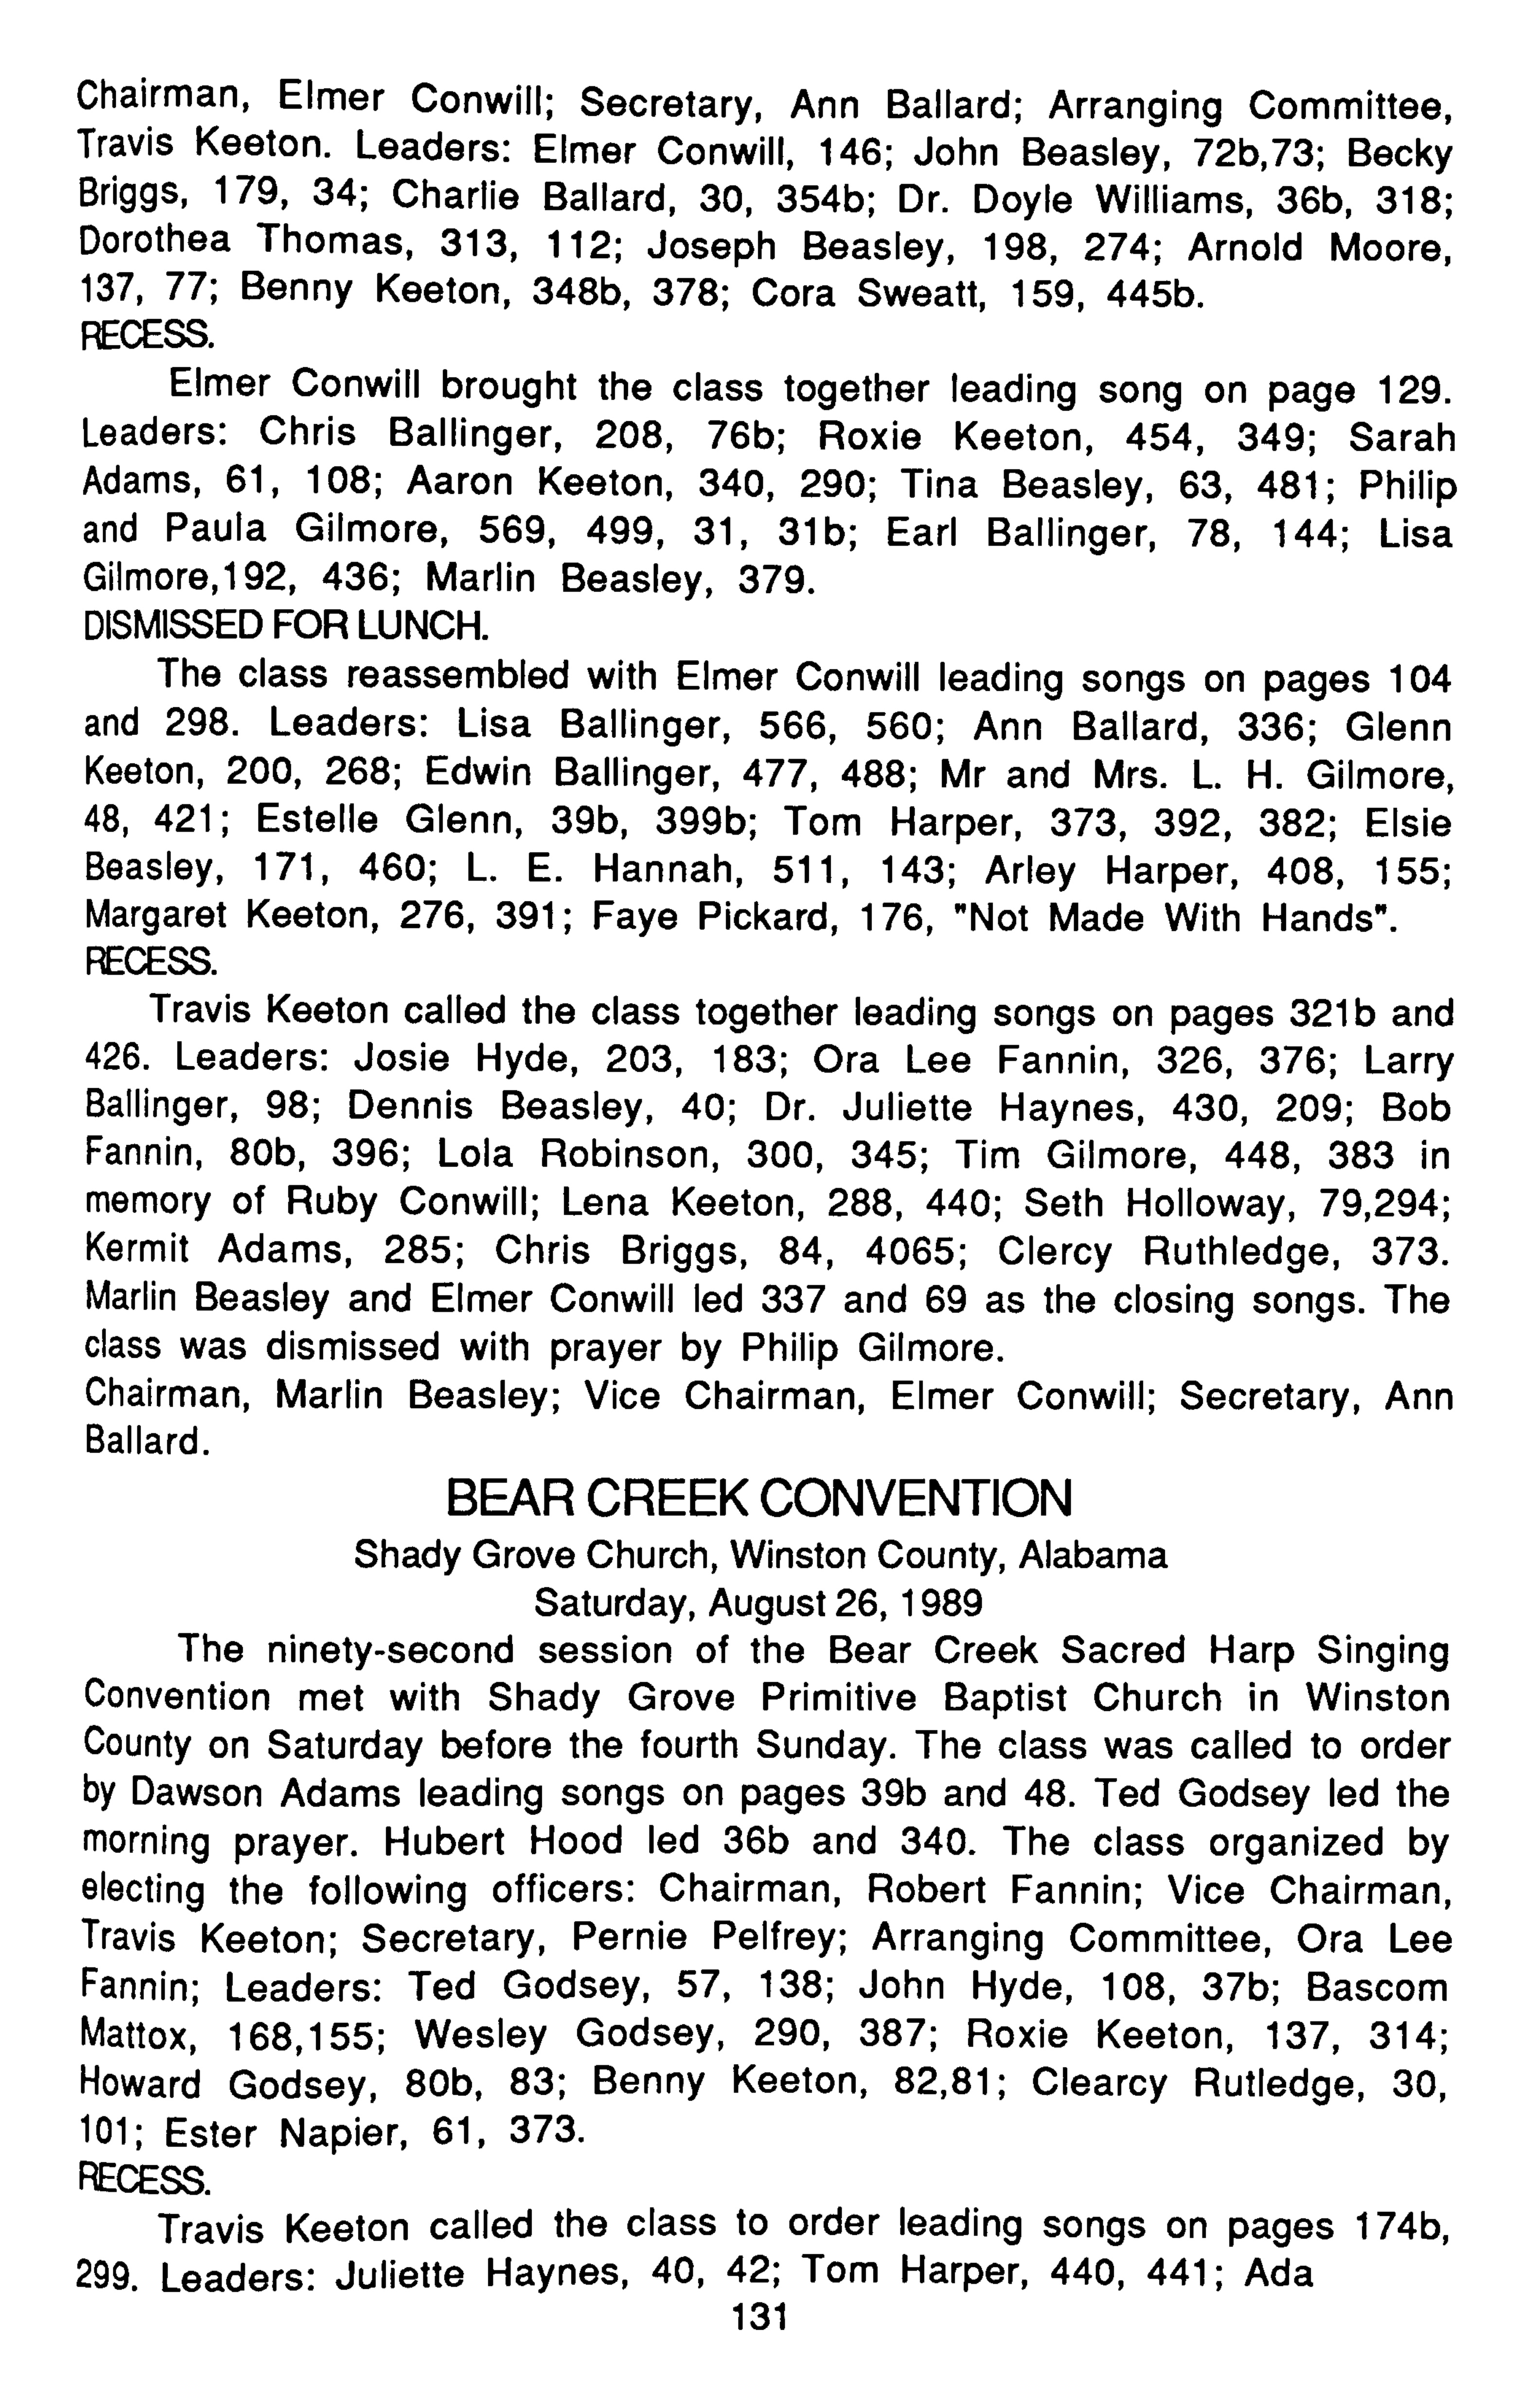 Chairman, Elmer Conwill; Secretary, Ann Ballard; Arranging Committee,
Travis Keeton. Leaders: Elmer Conwill, 146; John Beasley, 72b,73; Becky
Briggs, 179, 34; Charlie Ballard, 30, 354b; Dr. Doyle Williams, 36b, 318;
Dorothea Thomas, 313, 112; Joseph Beasley, 198, 274; Arnold Moore,
137, 77; Benny Keeton, 348b, 378; Cora Sweatt, 159, 445b.
RECESS.
Elmer Conwill brought the class together leading song on page 129.
Leaders: Chris Ballinger, 208, 76b; Roxie Keeton, 454, 349; Sarah
Adams, 61, 108; Aaron Keeton, 340, 290; Tina Beasley, 63, 481; Philip
and Paula Gilmore, 569, 499, 31, 31b; Earl Ballinger, 78, 144; Lisa
Gilmore,192, 436; Marlin Beasley, 379.
DISMISSED FOR LUNCH.
The class reassembled with Elmer Conwill leading songs on pages 104
and 298. Leaders: Lisa Ballinger, 566, 560; Ann Ballard, 336; Glenn
Keeton, 200, 268; Edwin Ballinger, 477, 488; Mr and Mrs. L. H. Gilmore,
48, 421; Estelle Glenn, 39b, 399b; Tom Harper, 373, 392, 382; Elsie
Beasley, 171, 460; L. E. Hannah, 511, 143; Arley Harper, 408, 155;
Margaret Keeton, 276, 391; Faye Pickard, 176, "Not Made With Hands".
RECESS.
Travis Keeton called the class together leading songs on pages 321b and
426. Leaders: Josie Hyde, 203, 183; Ora Lee Fannin, 326, 376; Larry
Ballinger, 98; Dennis Beasley, 40; Dr. Juliette Haynes, 430, 209; Bob
Fannin, 80b, 396; Lola Robinson, 300, 345; Tim Gilmore, 448, 383 in
memory of Ruby Conwill; Lena Keeton, 288, 440; Seth Holloway, 79,294;
Kermit Adams, 285; Chris Briggs, 84, 4065; Clercy Ruthledge, 373.
Marlin Beasley and Elmer Conwill led 337 and 69 as the closing songs. The
class was dismissed with prayer by Philip Gilmore.
Chairman, Marlin Beasley; Vice Chairman, Elmer Conwill; Secretary, Ann
Ballard.
BEAR CREEK CONVENTION
Shady Grove Church, Winston County, Alabama
Saturday, August 26, 1989
The ninety-second session of the Bear Creek Sacred Harp Singing
Convention met with Shady Grove Primitive Baptist Church in Winston
County on Saturday before the fourth Sunday. The class was called to order
by Dawson Adams leading songs on pages 39b and 48. Ted Godsey led the
morning prayer. Hubert Hood led 36b and 340. The class organized by
electing the following officers: Chairman, Robert Fannin; Vice Chairman,
Travis Keeton; Secretary, Pernie Pelfrey; Arranging Committee, Ora Lee
Fannin; Leaders: Ted Godsey, 57, 138; John Hyde, 108, 37b; Bascom
Mattox, 168,155; Wesley Godsey, 290, 387; Roxie Keeton, 137, 314;
Howard Godsey, 80b, 83; Benny Keeton, 82,81; Clearcy Rutledge, 30,
101; Ester Napier, 61, 373.
RECESS.
Travis Keeton called the class to order leading songs on pages 174b,
299. Leaders: Juliette Haynes, 40, 42; Tom Harper, 440, 441; Ada
131